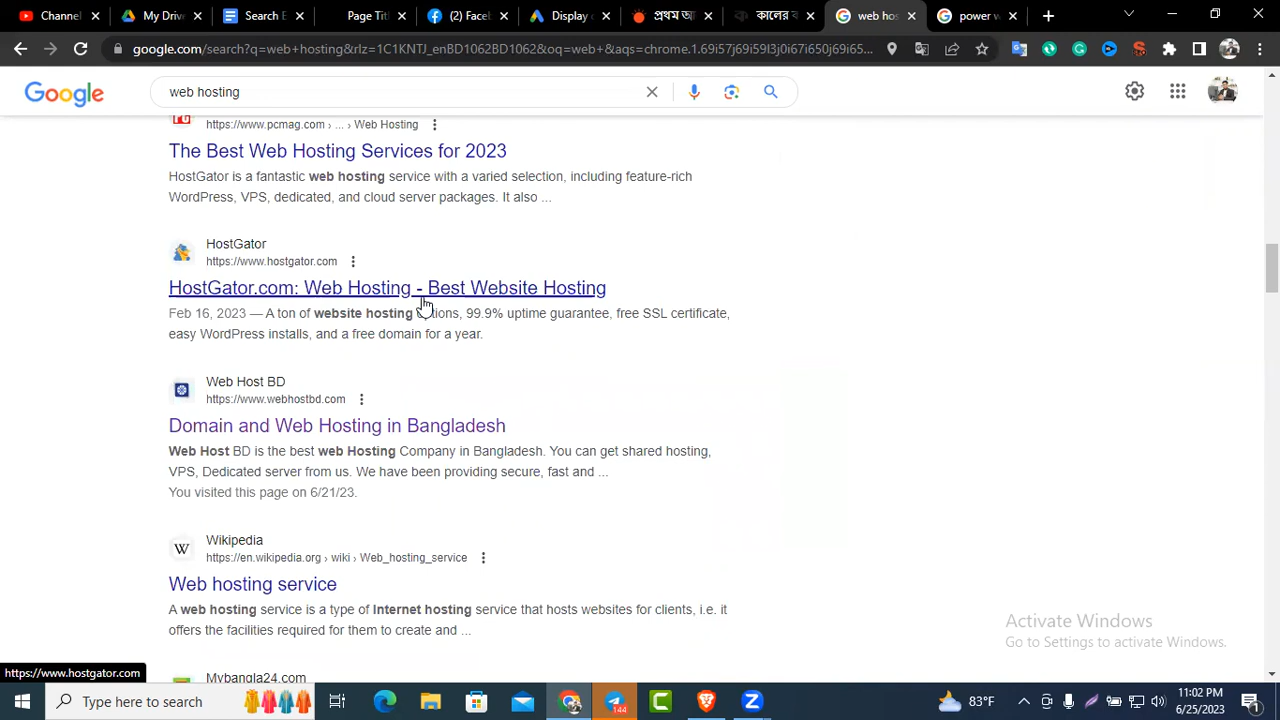 Channel
My Drive
Search E
Page Titl
(2) Faceb
Display c
প্রথম আ
কালের ক
web hos
power w
google.com/search?q=web+hosting&rlz=1C1KNTJ_enBD1062BD1062&oq=web+&aqs=chrome.1.69i57j69i59l3j0i67i650j69i65...
Google
web hosting
https://www.pcmag.com › ... › Web Hosting
The Best Web Hosting Services for 2023
HostGator is a fantastic web hosting service with a varied selection, including feature-rich
WordPress, VPS, dedicated, and cloud server packages. It also ...
HostGator
https://www.hostgator.com
HostGator.com: Web Hosting - Best Website Hosting
Feb 16, 2023 — A ton of website hosting tions, 99.9% uptime guarantee, free SSL certificate,
easy WordPress installs, and a free domain for a year.
Web Host BD
https://www.webhostbd.com
Domain and Web Hosting in Bangladesh
Web Host BD is the best web Hosting Company in Bangladesh. You can get shared hosting,
VPS, Dedicated server from us. We have been providing secure, fast and ...
You visited this page on 6/21/23.
Wikipedia
https://en.wikipedia.org › wiki › Web_hosting_service
Web hosting service
A web hosting service is a type of Internet hosting service that hosts websites for clients, i.e. it
offers the facilities required for them to create and ...
Activate Windows
Go to Settings to activate Windows.
https://www.hostgator.com
Mybangla24.com
Type here to search
144
83°F
11:02 PM
6/25/2023
1